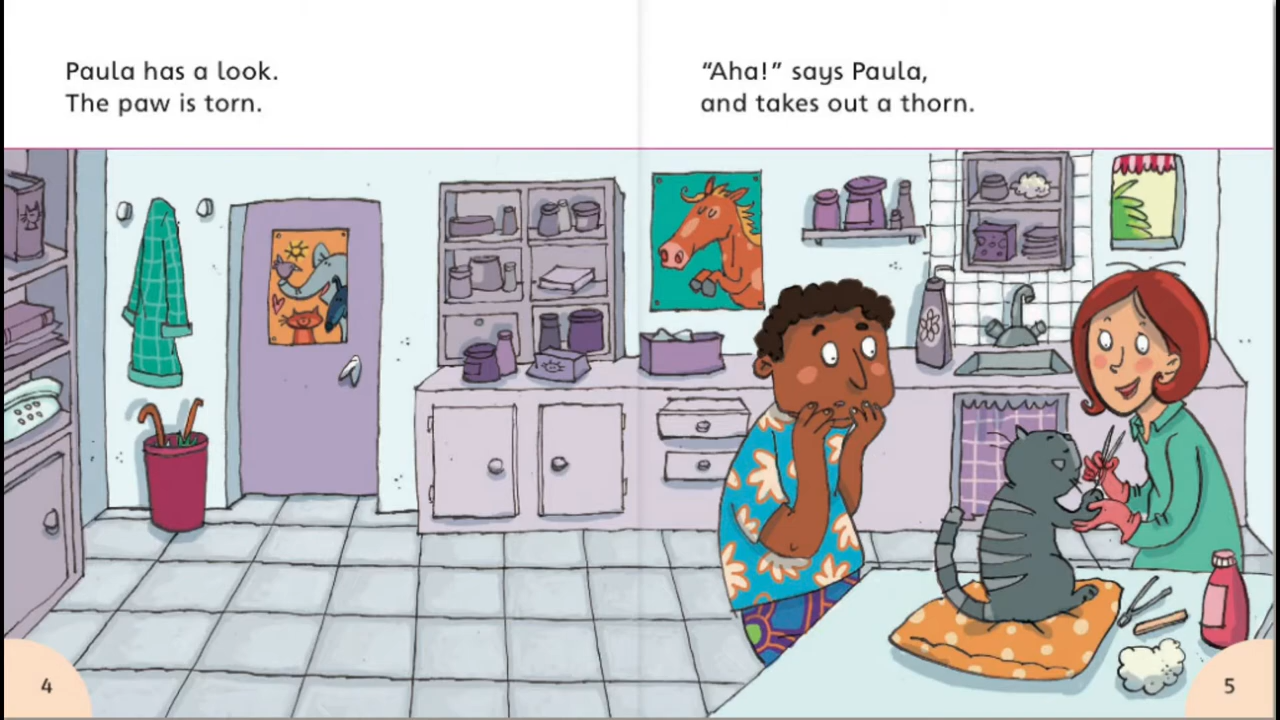 Paula has a look.
The paw is torn.
“Aha!” says Paula,
and takes out a thorn.
4
5